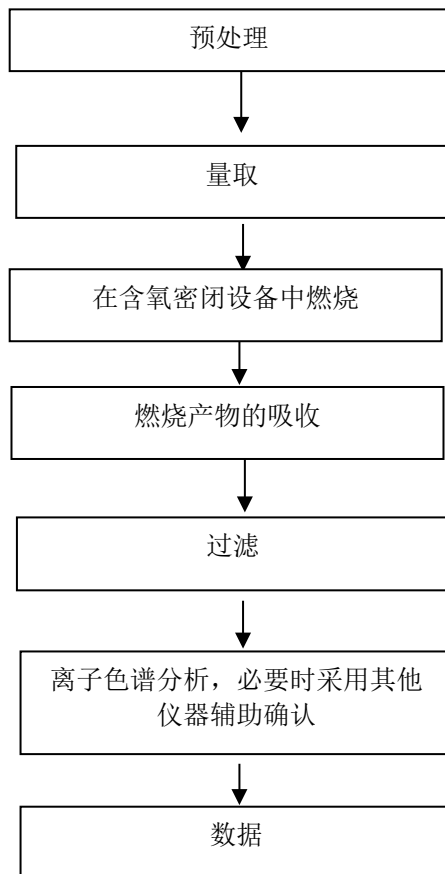 预处理
量取
在含氧密闭设备中燃烧
燃烧产物的吸收
过滤
离子色谱分析，必要时采用其他
仪器辅助确认
数据